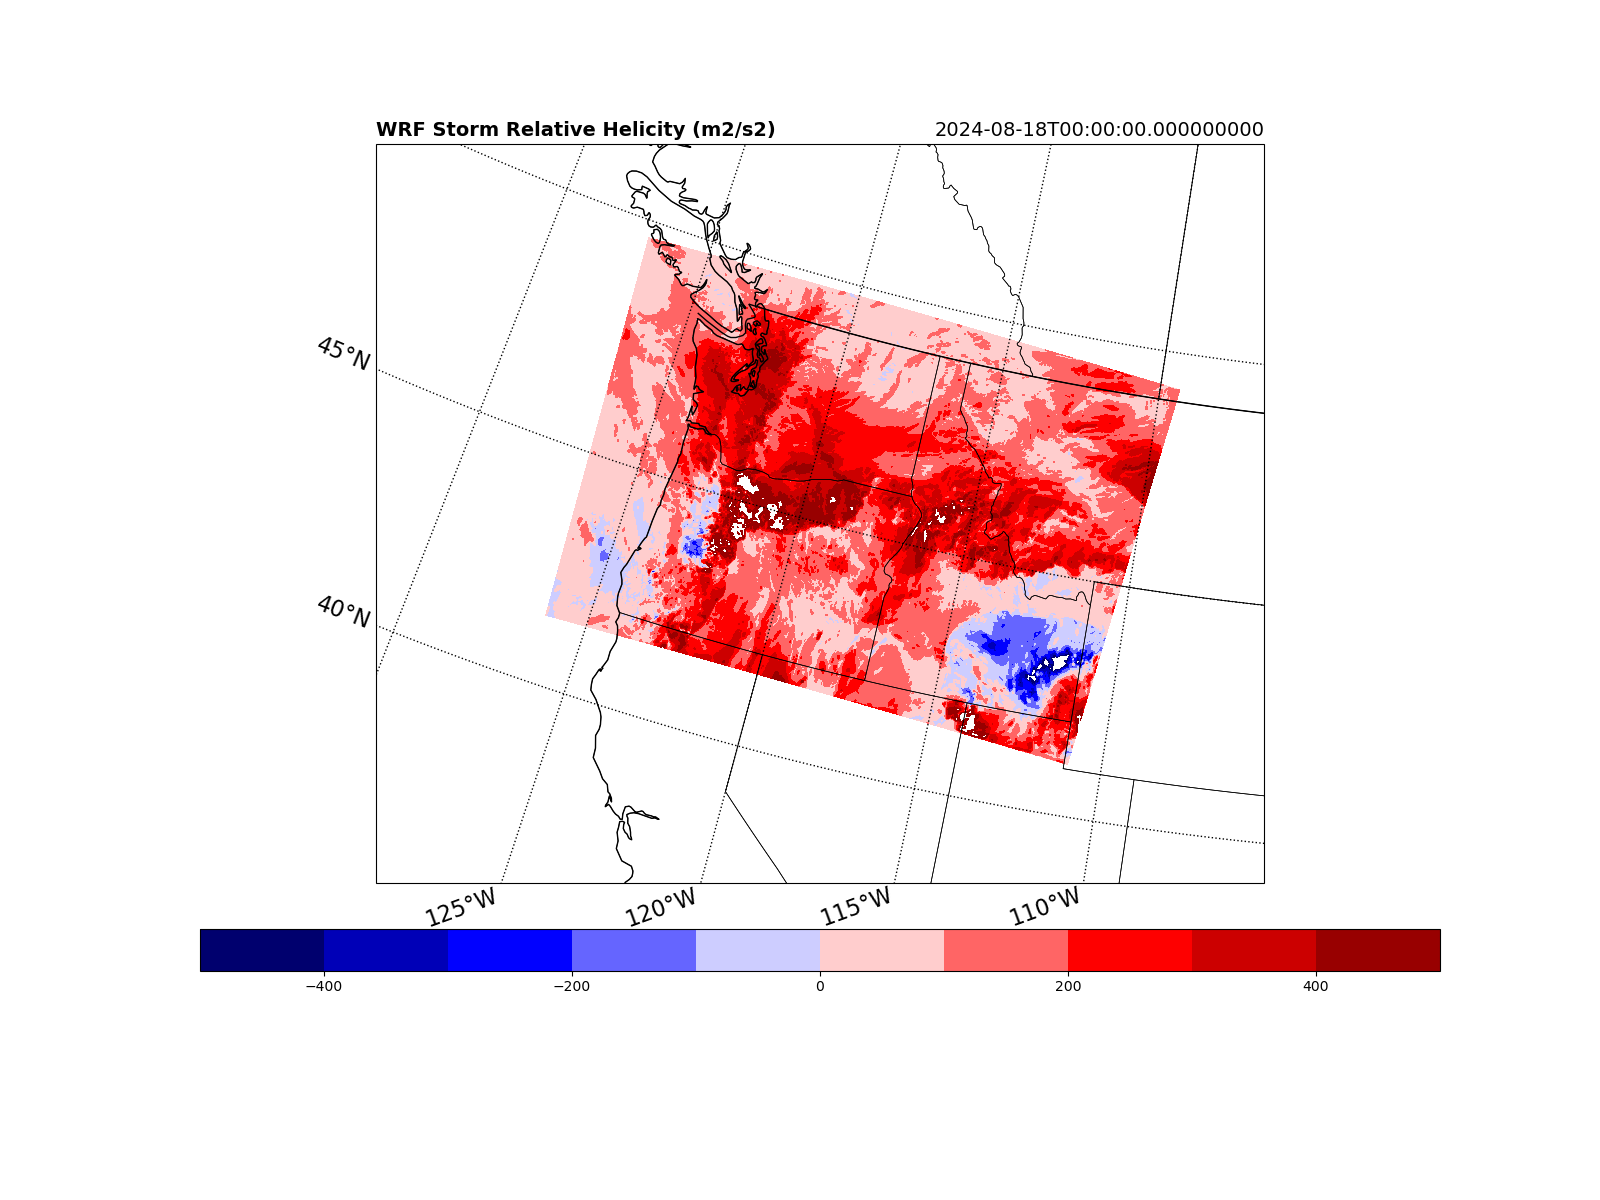 WRF Storm Relative Helicity (m2/s2) 2024-08-18T00:00:00.000000000
45°N
40°N
125°W 120°W 115°W 110°W
−400 −200 0 200 400